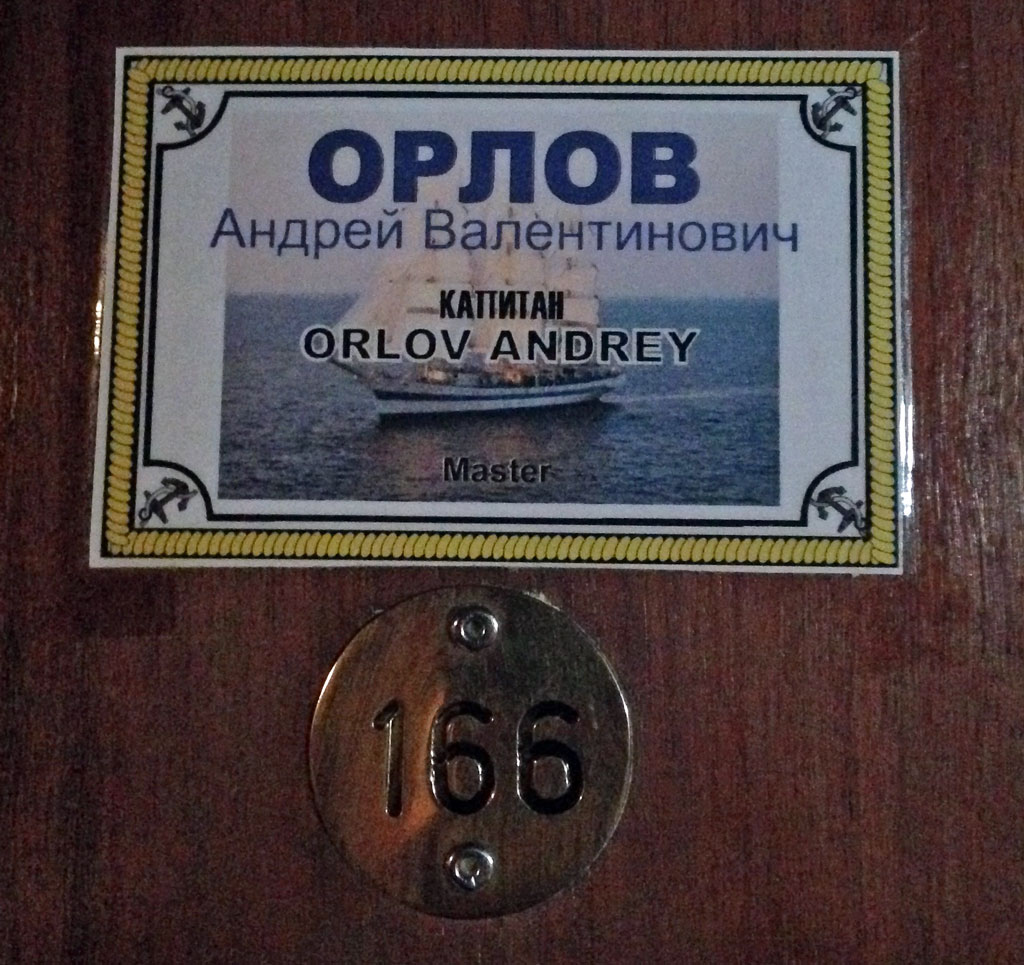 ОРЛОВ
Андрей Валентинович
КАПИТАН
ORLOV ANDREY
Master
166